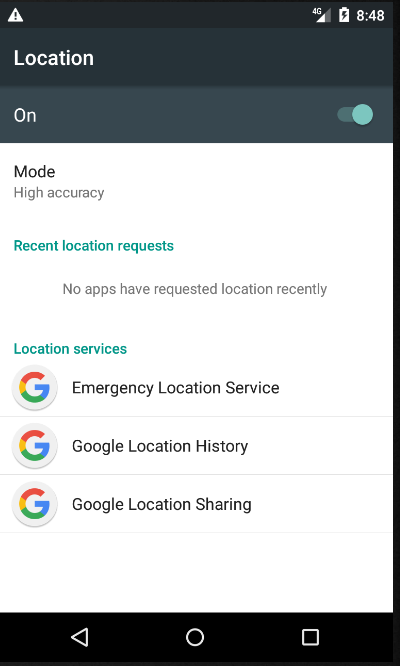 4G 8:48
Location
On
Mode
High accuracy
Recent location requests
No apps have requested location recently
Location services
Emergency Location Service
Google Location History
Google Location Sharing